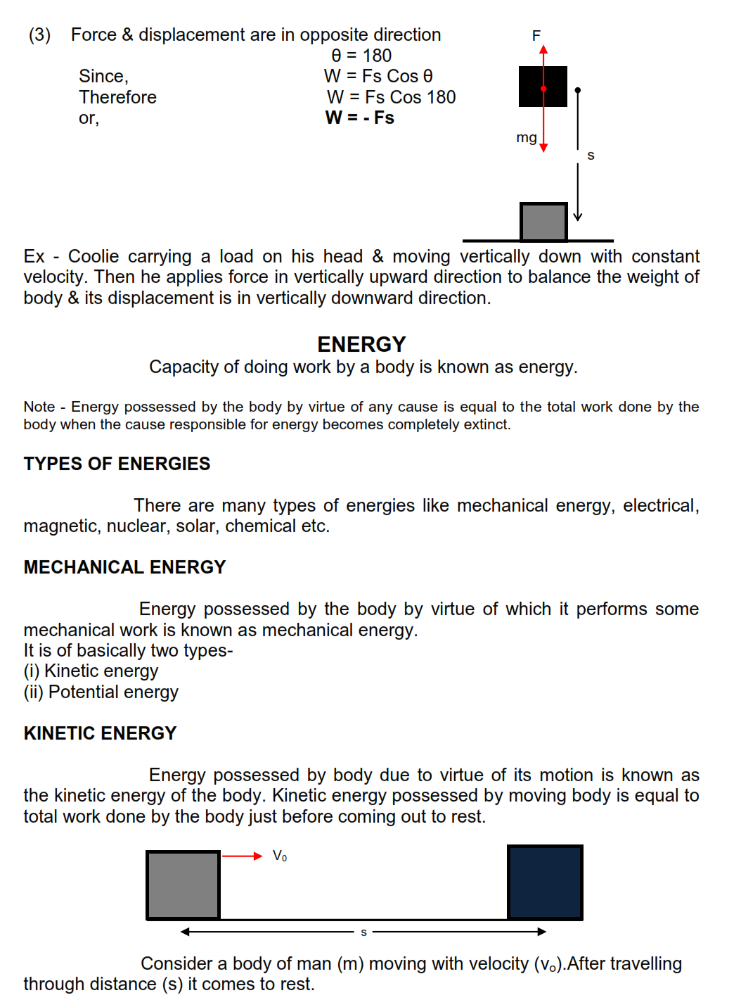 (3) Force & displacement are in opposite direction
F
θ = 180
Since, W = Fs Cos θ
Therefore W = Fs Cos 180
or, W = - Fs
mg
s
Ex - Coolie carrying a load on his head & moving vertically down with constant
velocity. Then he applies force in vertically upward direction to balance the weight of
body & its displacement is in vertically downward direction.
ENERGY
Capacity of doing work by a body is known as energy.
Note - Energy possessed by the body by virtue of any cause is equal to the total work done by the
body when the cause responsible for energy becomes completely extinct.
TYPES OF ENERGIES
There are many types of energies like mechanical energy, electrical,
magnetic, nuclear, solar, chemical etc.
MECHANICAL ENERGY
Energy possessed by the body by virtue of which it performs some
mechanical work is known as mechanical energy.
It is of basically two types-
(i) Kinetic energy
(ii) Potential energy
KINETIC ENERGY
Energy possessed by body due to virtue of its motion is known as
the kinetic energy of the body. Kinetic energy possessed by moving body is equal to
total work done by the body just before coming out to rest.
V₀
s
Consider a body of man (m) moving with velocity (vₒ).After travelling
through distance (s) it comes to rest.